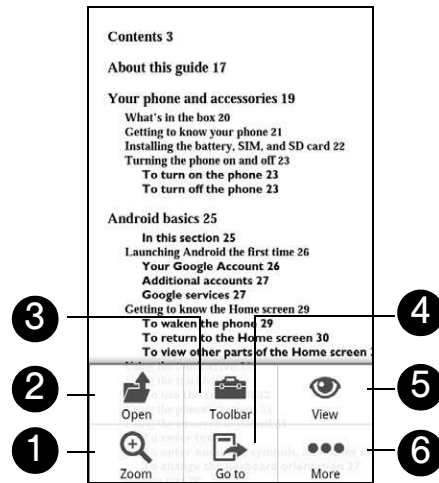 Contents 3
About this guide 17
Your phone and accessories 19
What's in the box 20
Getting to know your phone 21
Installing the battery, SIM, and SD card 22
Turning the phone on and off 23
To turn on the phone 23
To turn off the phone 23
Android basics 25
In this section 25
Launching Android the first time 26
Your Google Account 26
Additional accounts 27
Google services 27
Getting to know the Home screen 29
To waken the phone 29
To return to the Home screen 30
To view other parts of the Home screen
3
4
2
5
Open
Toolbar
View
1
6
Zoom
Go to
More